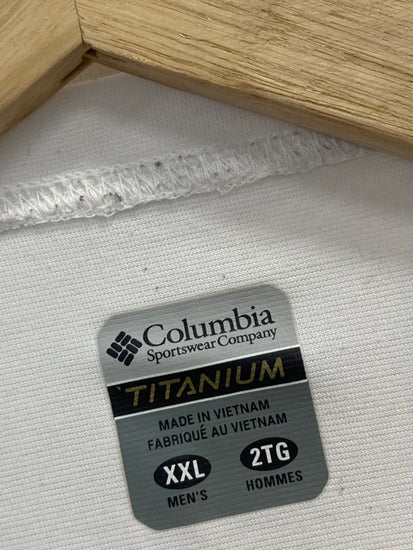 Columbia
Sportswear Company
TITANIUM
MADE IN VIETNAM
FABRIQUÉ AU VIETNAM
XXL 2TG
MEN'S HOMMES